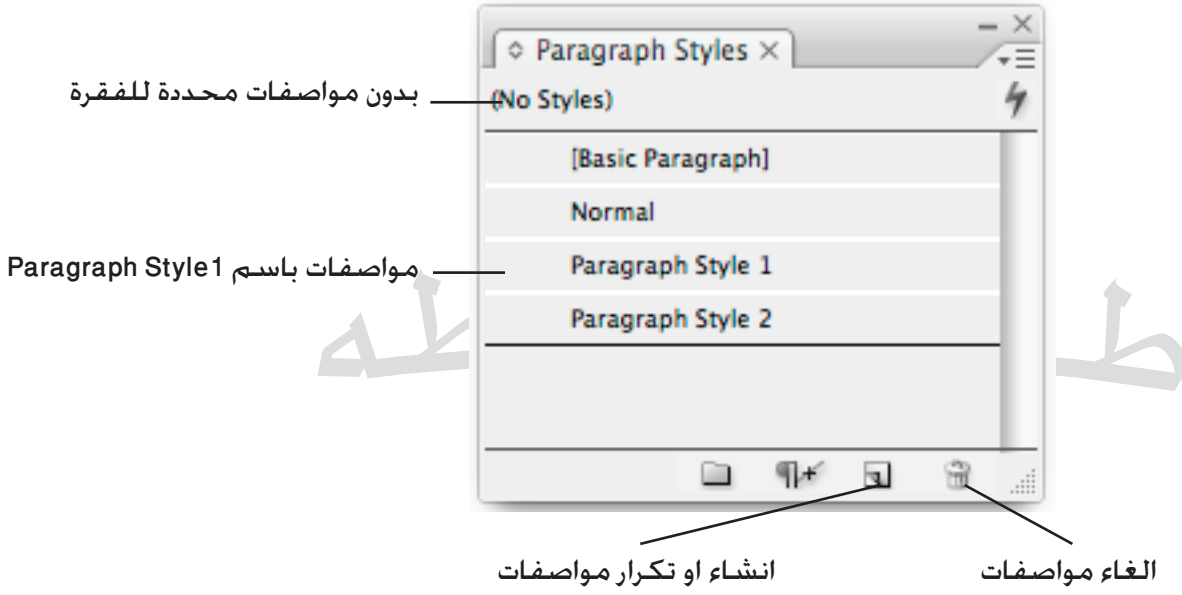 Paragraph Styles
بدون مواصفات محددة للفقرة
(No Styles)
[Basic Paragraph]
Normal
مواصفات باسم Paragraph Style1
Paragraph Style 1
Paragraph Style 2
انشاء او تكرار مواصفات
الغاء مواصفات